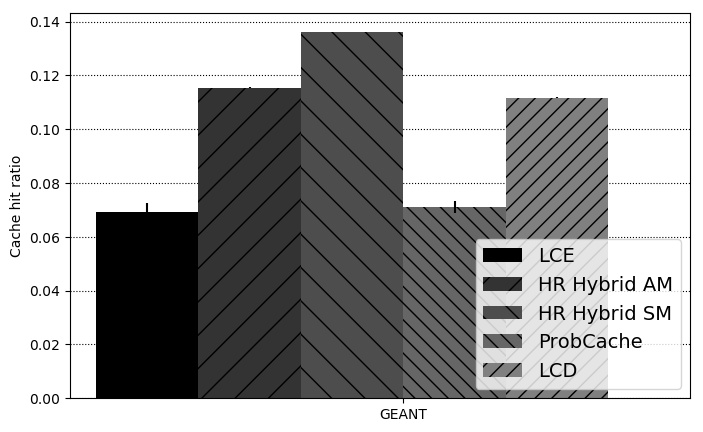 0.14
0.12
0.10
0.08
0.06
0.04
0.02
0.00
Cache hit ratio
GEANT
LCE
HR Hybrid AM
HR Hybrid SM
ProbCache
LCD